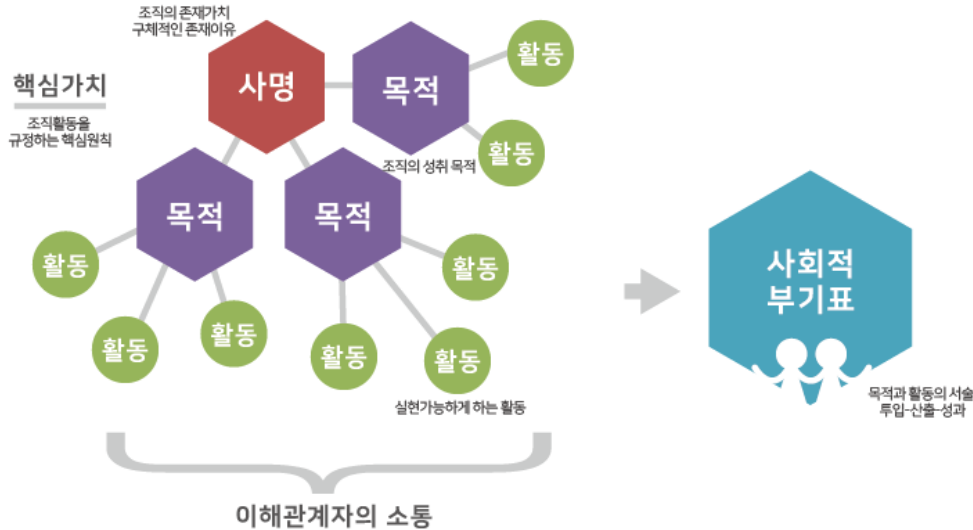 조직의 존재가치
구체적인 존재이유
사명
목적
활동
활동
핵심가치
조직활동을
규정하는 핵심원칙
조직의 성취 목적
목적
목적
활동
활동
활동
활동
활동
활동
실현가능하게 하는 활동
이해관계자의 소통
사회적
부기표
목적과 활동의 서술
투입-산출-성과